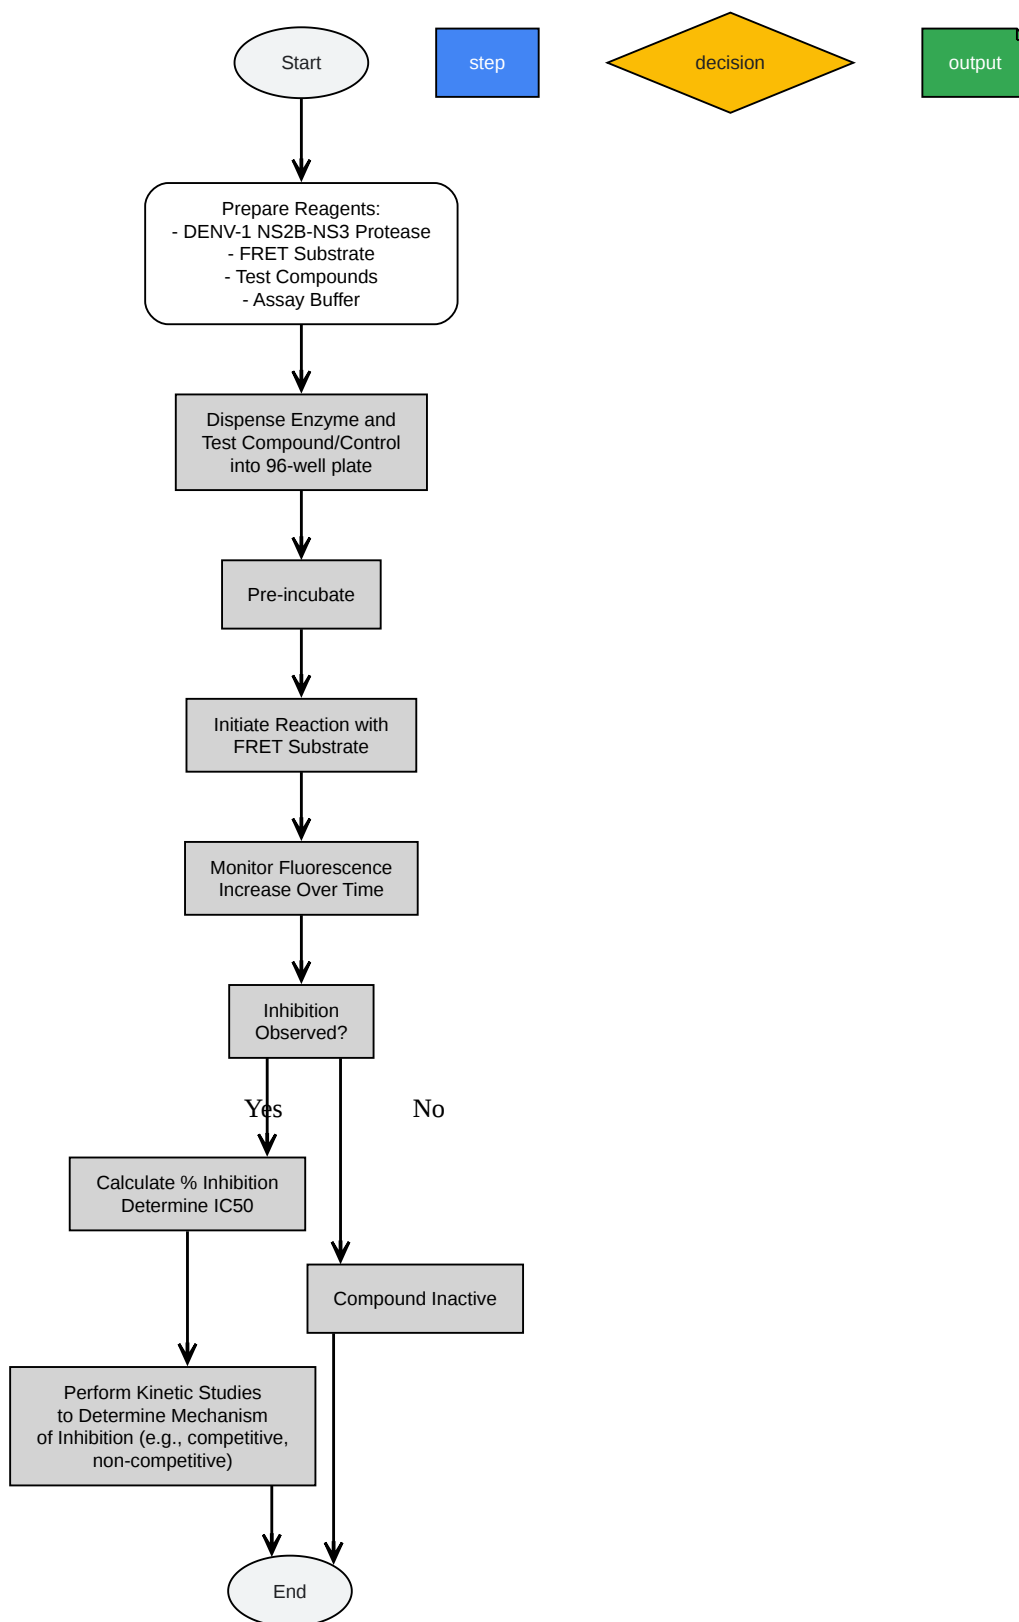 Start
step
decision
output
Prepare Reagents:
- DENV-1 NS2B-NS3 Protease
- FRET Substrate
- Test Compounds
- Assay Buffer
Dispense Enzyme and
Test Compound/Control
into 96-well plate
Pre-incubate
Initiate Reaction with
FRET Substrate
Monitor Fluorescence
Increase Over Time
Inhibition
Observed?
Yes
No
Calculate % Inhibition
Determine IC50
Compound Inactive
Perform Kinetic Studies
to Determine Mechanism
of Inhibition (e.g., competitive,
non-competitive)
End